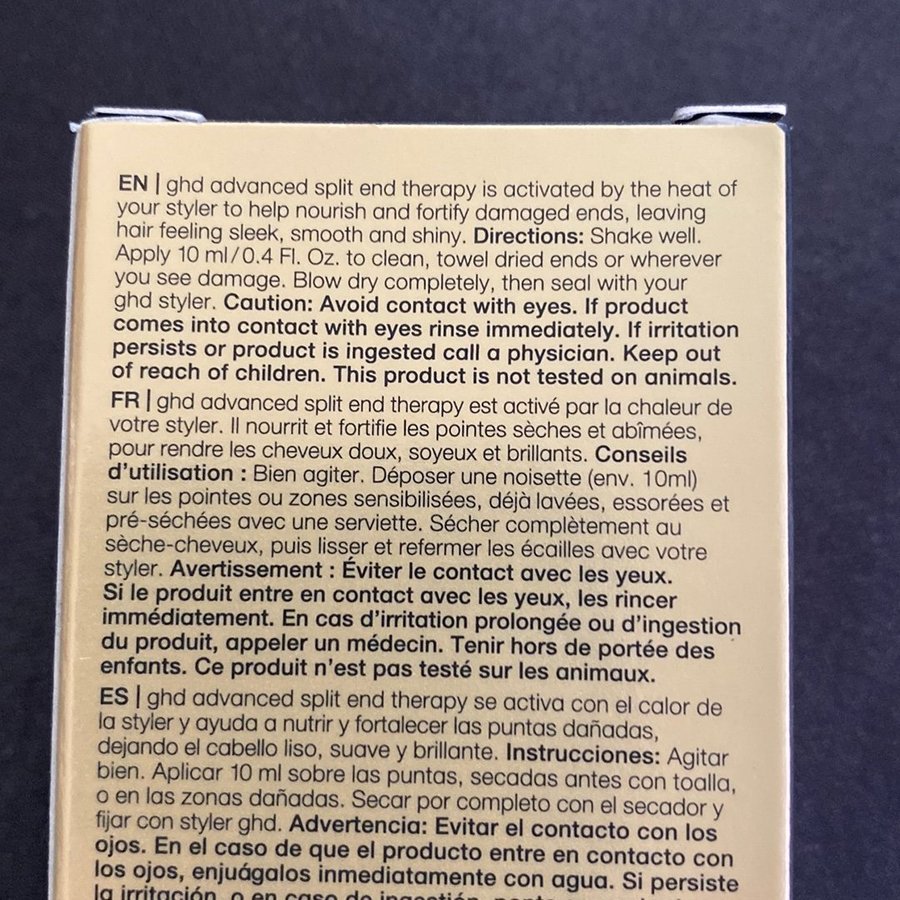 EN | ghd advanced split end therapy is activated by the heat of
your styler to help nourish and fortify damaged ends, leaving
hair feeling sleek, smooth and shiny. Directions: Shake well.
Apply 10 ml/0.4 Fl. Oz. to clean, towel dried ends or wherever
you see damage. Blow dry completely, then seal with your
ghd styler. Caution: Avoid contact with eyes. If product
comes into contact with eyes rinse immediately. If irritation
persists or product is ingested call a physician. Keep out
of reach of children. This product is not tested on animals.
FR | ghd advanced split end therapy est activé par la chaleur de
votre styler. Il nourrit et fortifie les pointes sèches et abîmées,
pour rendre les cheveux doux, soyeux et brillants. Conseils
d'utilisation : Bien agiter. Déposer une noisette (env. 10ml)
sur les pointes ou zones sensibilisées, déjà lavées, essorées et
pré-séchées avec une serviette. Sécher complètement au
sèche-cheveux, puis lisser et refermer les écailles avec votre
styler. Avertissement : Éviter le contact avec les yeux.
Si le produit entre en contact avec les yeux, les rincer
immédiatement. En cas d'irritation prolongée ou d'ingestion
du produit, appeler un médecin. Tenir hors de portée des
enfants. Ce produit n'est pas testé sur les animaux.
ES | ghd advanced split end therapy se activa con el calor de
la styler y ayuda a nutrir y fortalecer las puntas dañadas,
dejando el cabello liso, suave y brillante. Instrucciones: Agitar
bien. Aplicar 10 ml sobre las puntas, secadas antes con toalla,
o en las zonas dañadas. Secar por completo con el secador y
fijar con styler ghd. Advertencia: Evitar el contacto con los
ojos. En el caso de que el producto entre en contacto con
los ojos, enjuágalos inmediatamente con agua. Si persiste
la irritación, o en caso de ingestión,